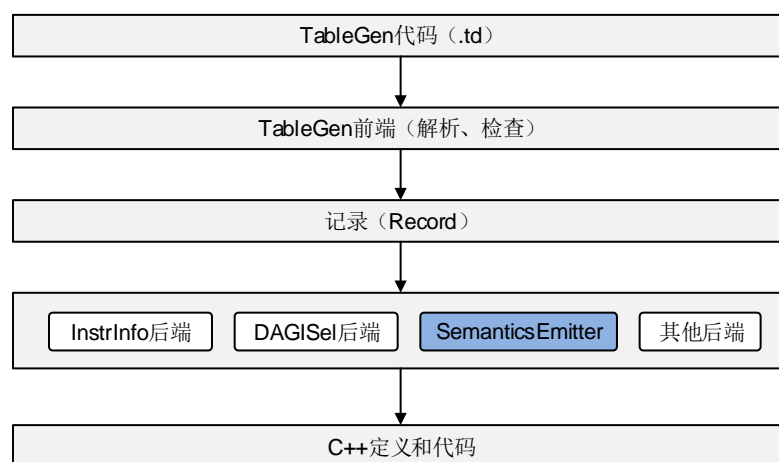 TableGen代码（.td）
TableGen前端（解析、检查）
记录（Record）
InstrInfo后端
DAGISel后端
SemanticsEmitter
其他后端
C++定义和代码